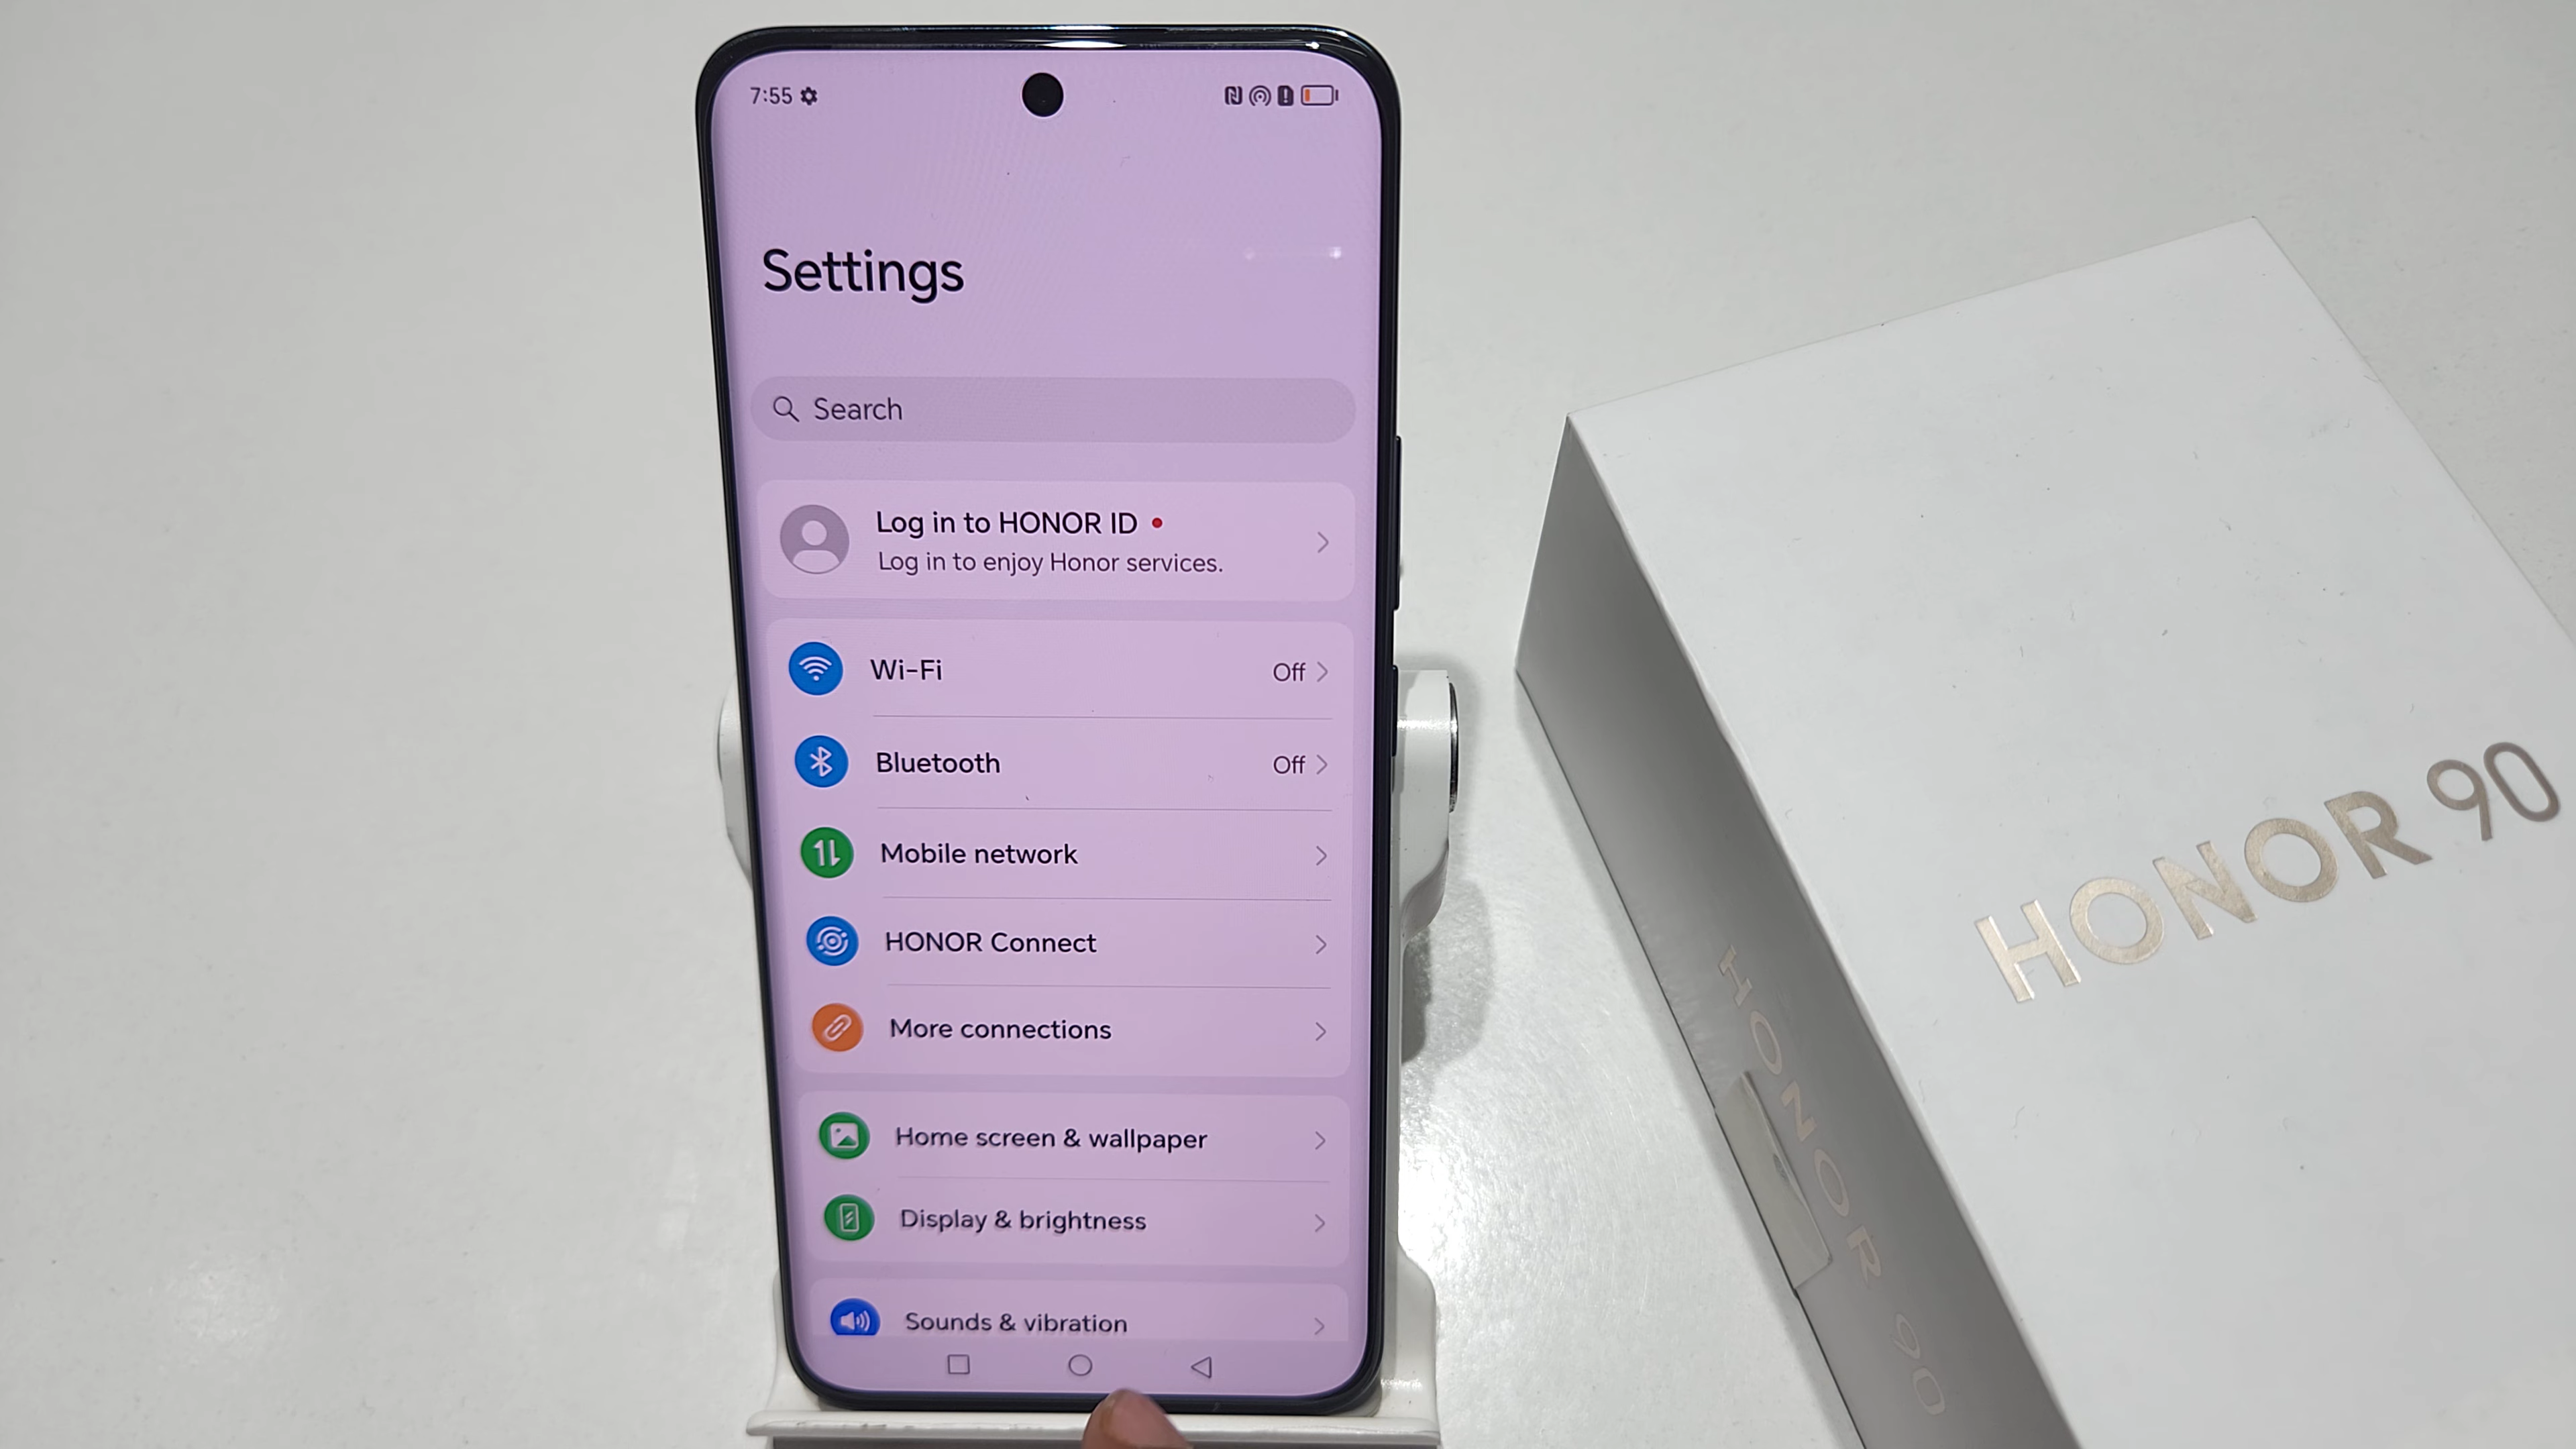 7:55
Settings
Search
Log in to HONOR ID
Log in to enjoy Honor services.
Wi-Fi Off
Bluetooth Off
Mobile network
HONOR Connect
More connections
Home screen & wallpaper
Display & brightness
Sounds & vibration
HONOR 90
HONOR 90